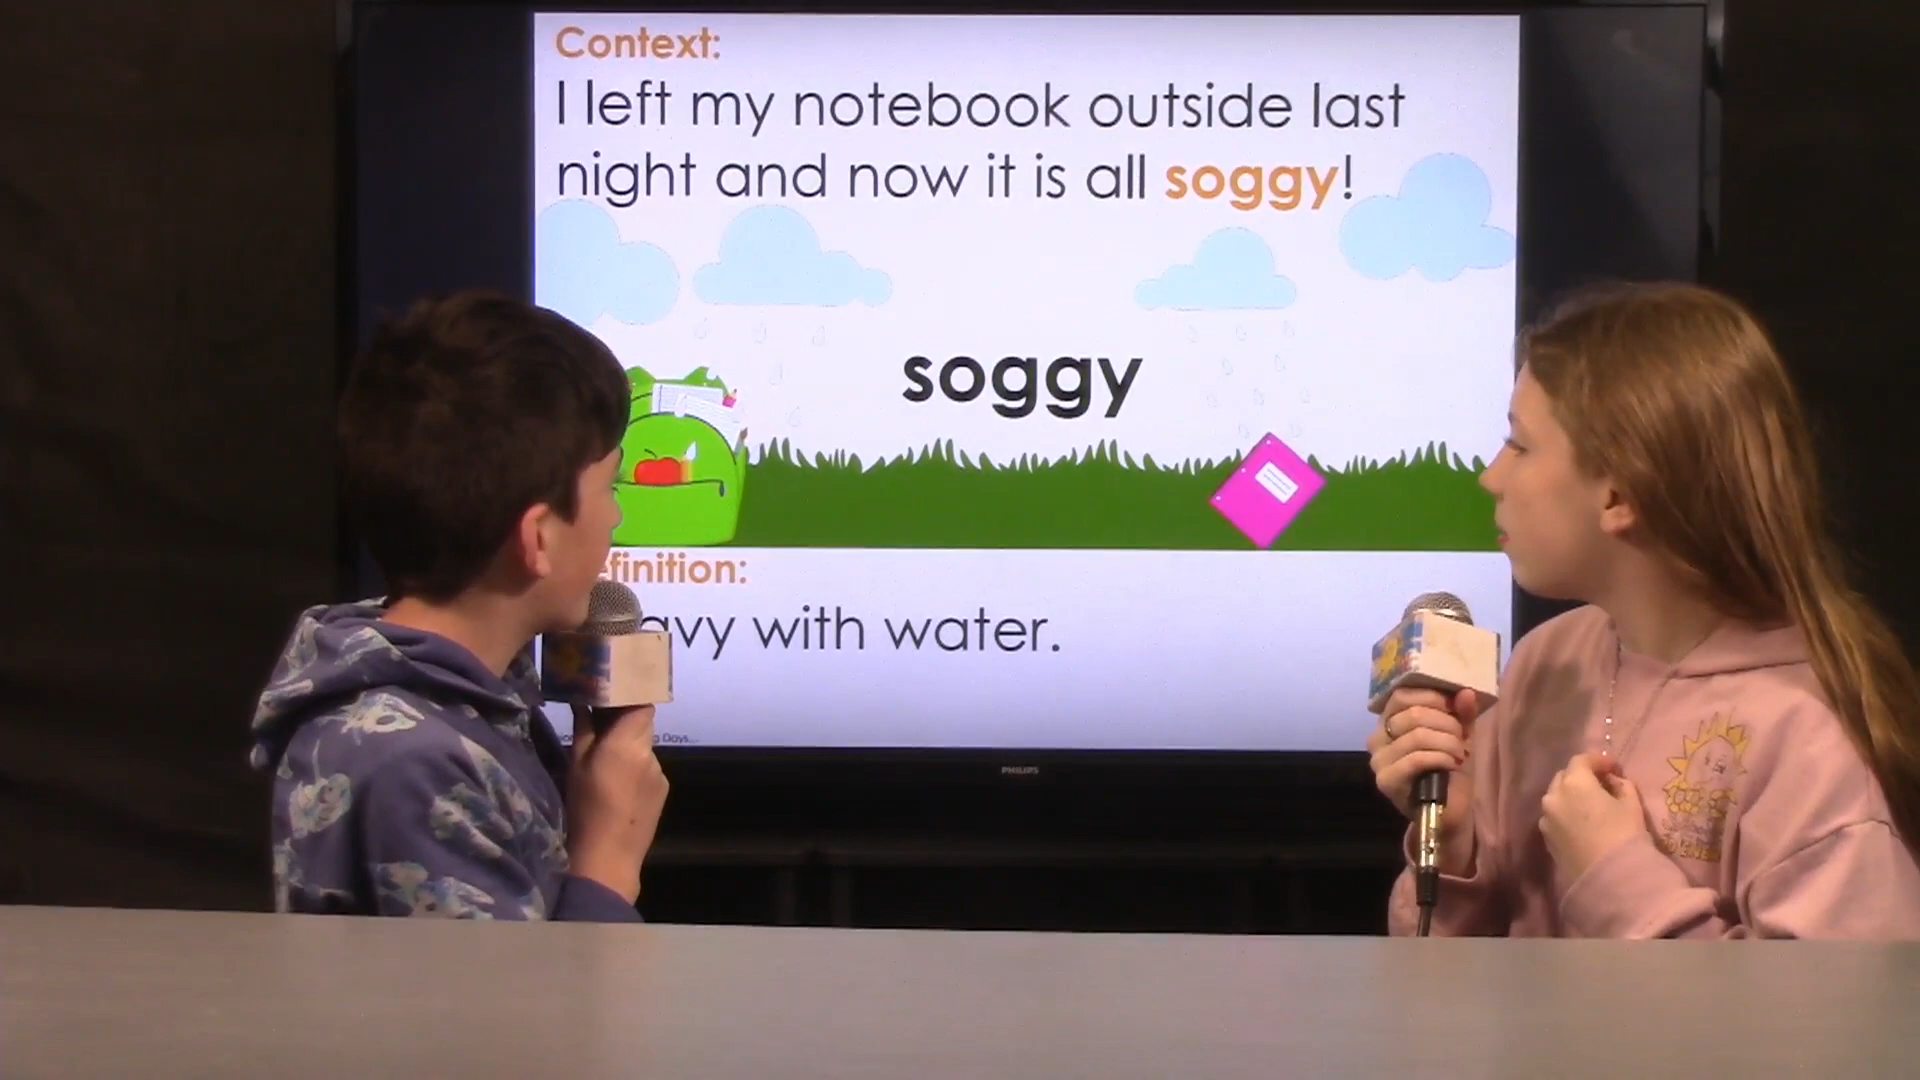 Context:
I left my notebook outside last
night and now it is all soggy!
soggy
finition:
avy with water.
Days...
PHILIPS